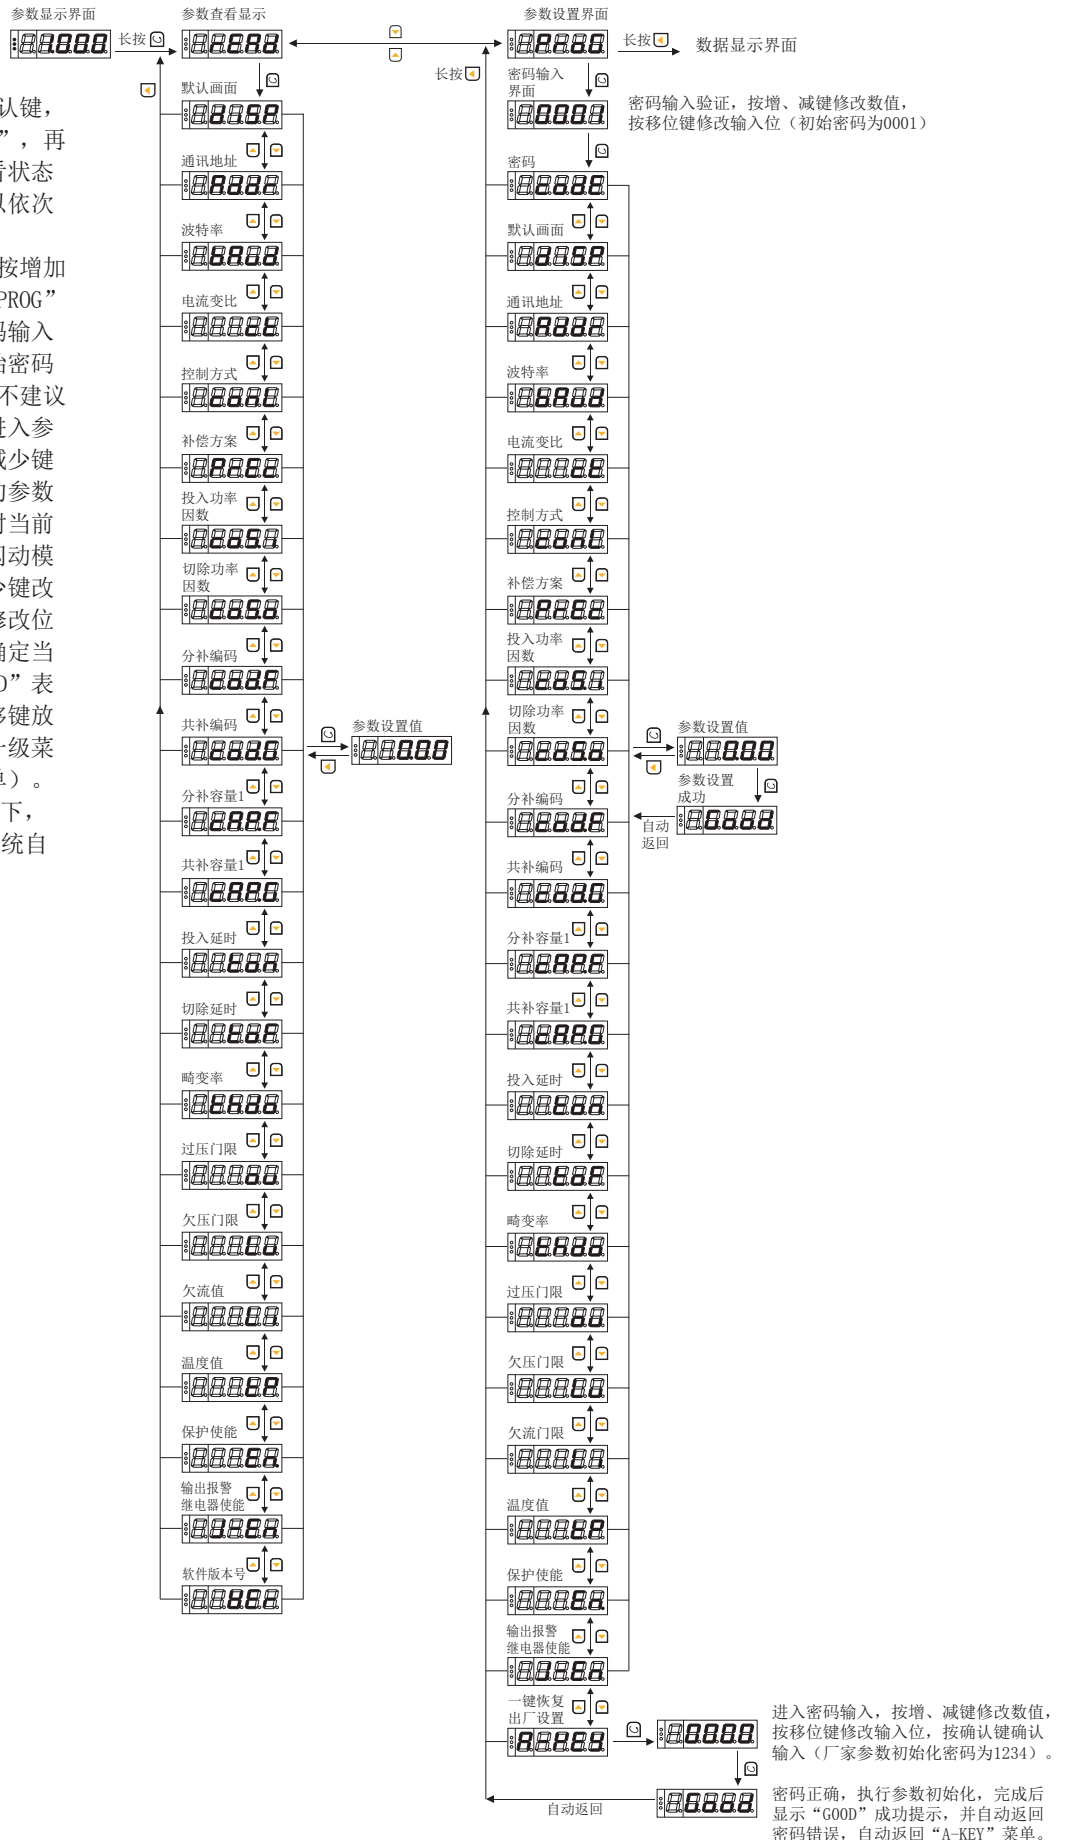 参数显示界面
长按
参数查看显示
默认画面
通讯地址
波特率
电流变比
控制方式
补偿方案
投入功率
因数
切除功率
因数
分补编码
共补编码
分补容量1
共补容量1
投入延时
切除延时
畸变率
过压门限
欠压门限
欠流值
温度值
保护使能
输出报警
继电器使能
软件版本号
参数设置值
参数设置界面
长按
数据显示界面
长按
密码输入
界面
0001
密码输入验证，按增、减键修改数值，
按移位键修改输入位（初始密码为0001）
密码
默认画面
通讯地址
波特率
电流变比
控制方式
补偿方案
投入功率
因数
切除功率
因数
分补编码
共补编码
分补容量1
共补容量1
投入延时
切除延时
畸变率
过压门限
欠压门限
欠流门限
温度值
保护使能
输出报警
继电器使能
一键恢复
出厂设置
参数设置值
参数设置
成功
自动
返回
0000
进入密码输入，按增、减键修改数值，
按移位键修改输入位，按确认键确认
输入（厂家参数初始化密码为1234）。
自动返回
密码正确，执行参数初始化，完成后
显示“GOOD”成功提示，并自动返回
密码错误，自动返回“A-KEY”菜单。
认键，
”，再
看状态
以依次
按增加
PROG”
码输入
始密码
不建议
进入参
减少键
的参数
时当前
闪动模
少键改
修改位
确定当
D”表
移键放
一级菜
单）。
下，
统自